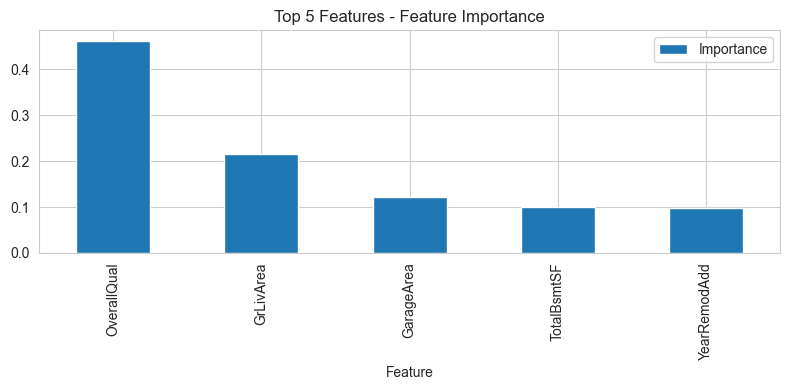 Top 5 Features - Feature Importance
Importance
0.4
0.3
0.2
0.1
0.0
OverallQual
GrLivArea
GarageArea
TotalBsmtSF
YearRemodAdd
Feature